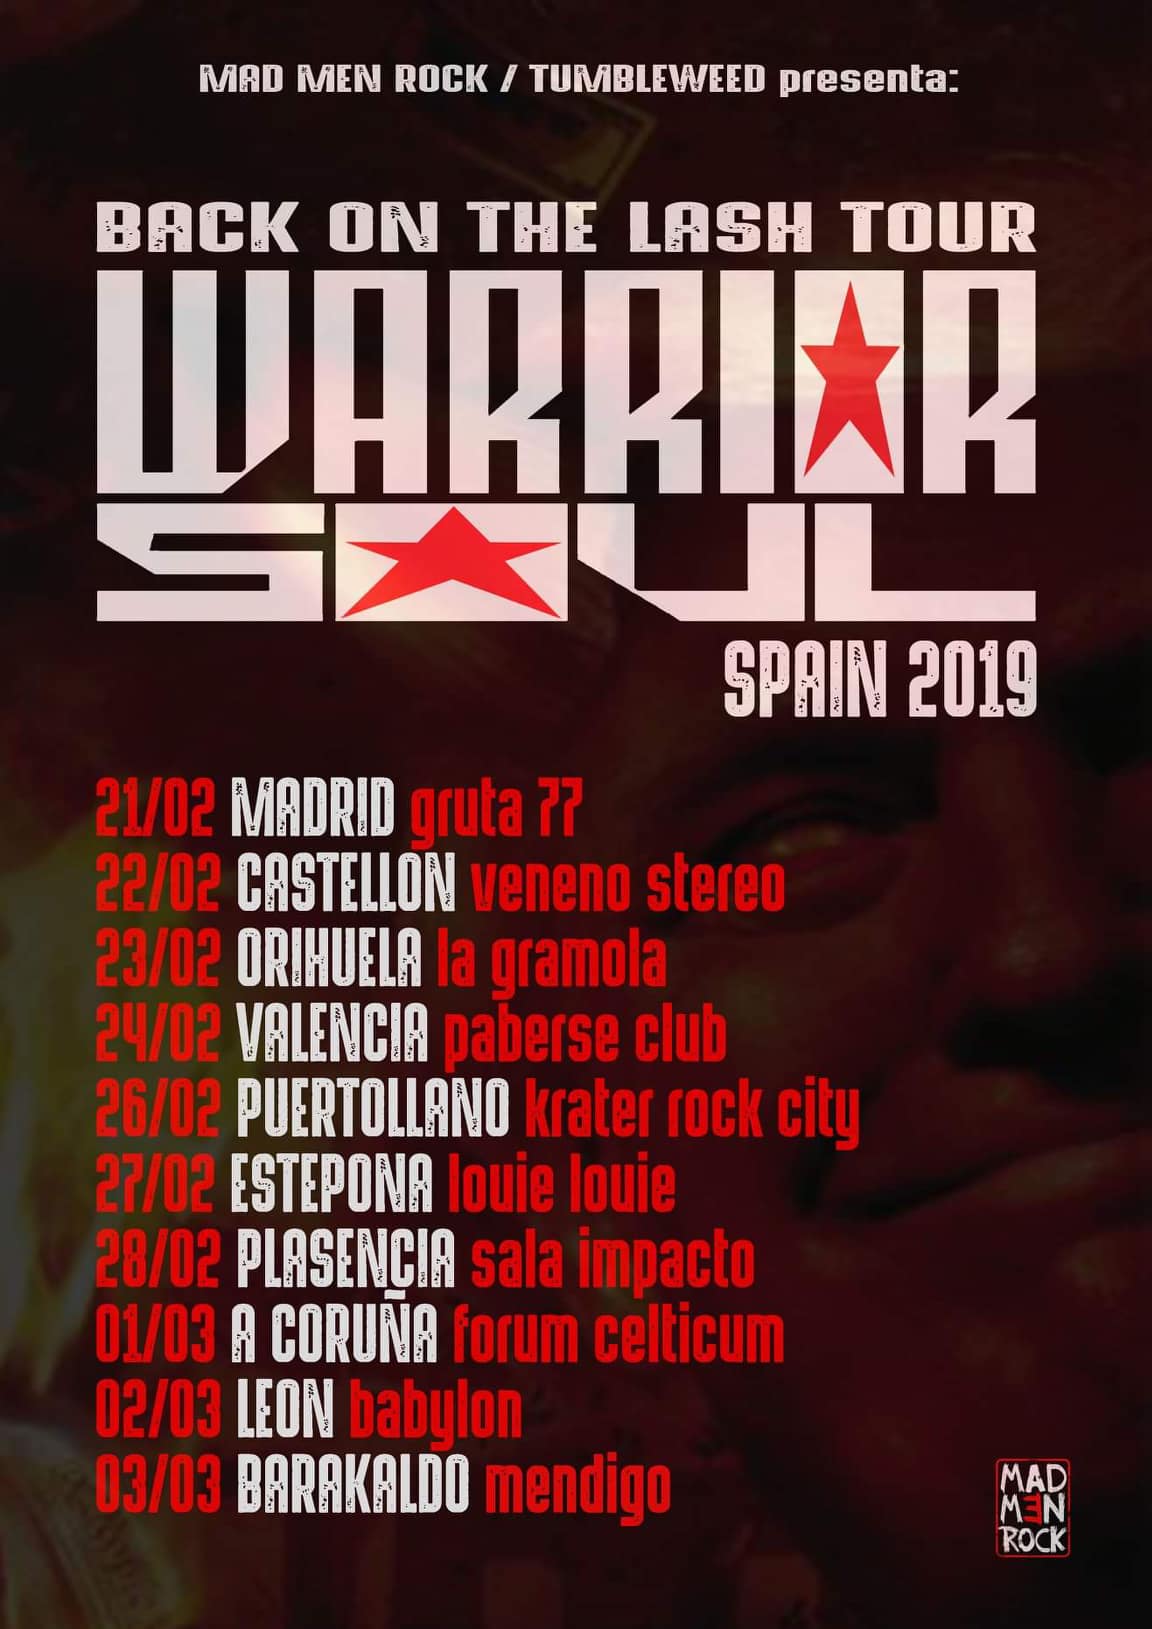 MAD MEN ROCK / TUMBLEWEED presenta:
BACK ON THE LASH TOUR
WARRIOR
SOUL
SPAIN 2019
21/02 MADRID gruta 77
22/02 CASTELLON veneno stereo
23/02 ORIHUELA la gramola
24/02 VALENCIA paberse club
26/02 PUERTOLLANO krater rock city
27/02 ESTEPONA louie louie
28/02 PLASENCIA sala impacto
01/03 A CORUÑA forum celticum
02/03 LEON babylon
03/03 BARAKALDO mendigo
MAD
MEN
ROCK